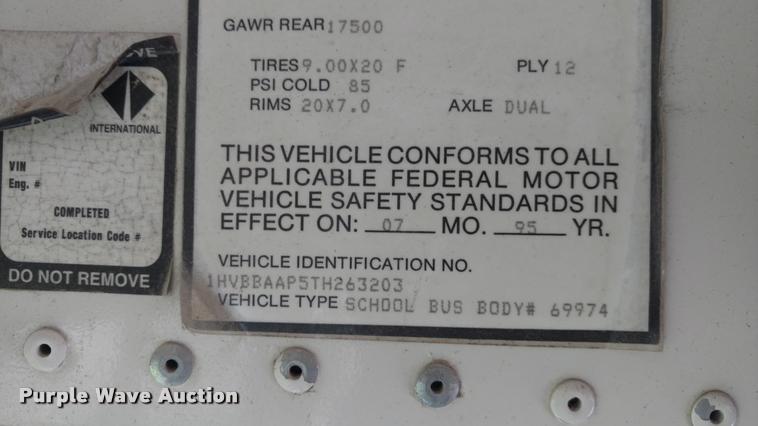 GAWR REAR 17500
TIRES 9.00X20 F PLY 12
PSI COLD 85
RIMS 20X7.0 AXLE DUAL
THIS VEHICLE CONFORMS TO ALL
APPLICABLE FEDERAL MOTOR
VEHICLE SAFETY STANDARDS IN
EFFECT ON: 07 MO. 95 YR.
VEHICLE IDENTIFICATION NO.
1HVBBAAP5TH263203
VEHICLE TYPE SCHOOL BUS BODY# 69974
INTERNATIONAL
VIN
Eng. #
COMPLETED
Service Location Code #
DO NOT REMOVE
Purple Wave Auction